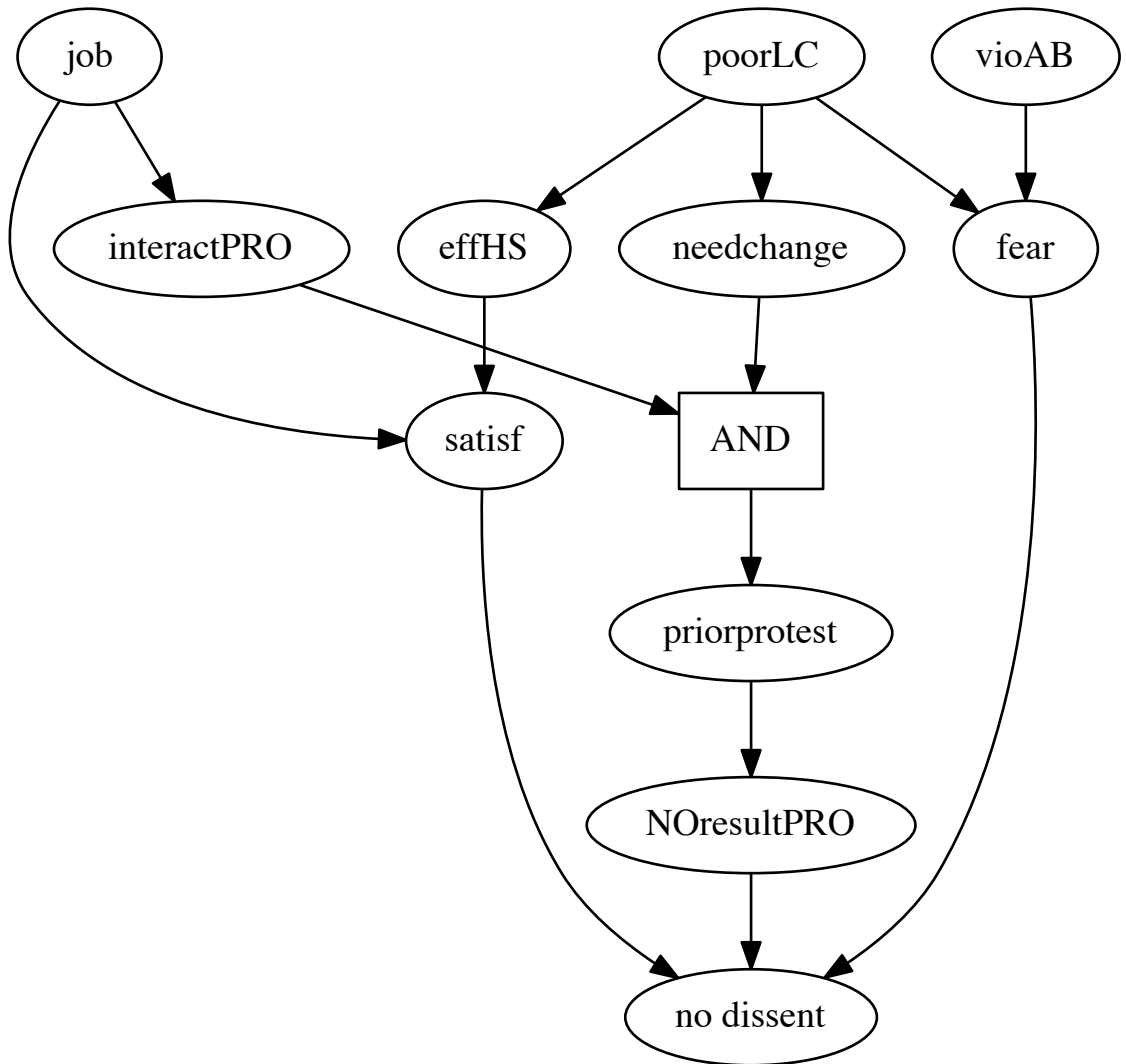 job
poorLC
vioAB
interactPRO
effHS
needchange
fear
satisf
AND
priorprotest
NOresultPRO
no dissent